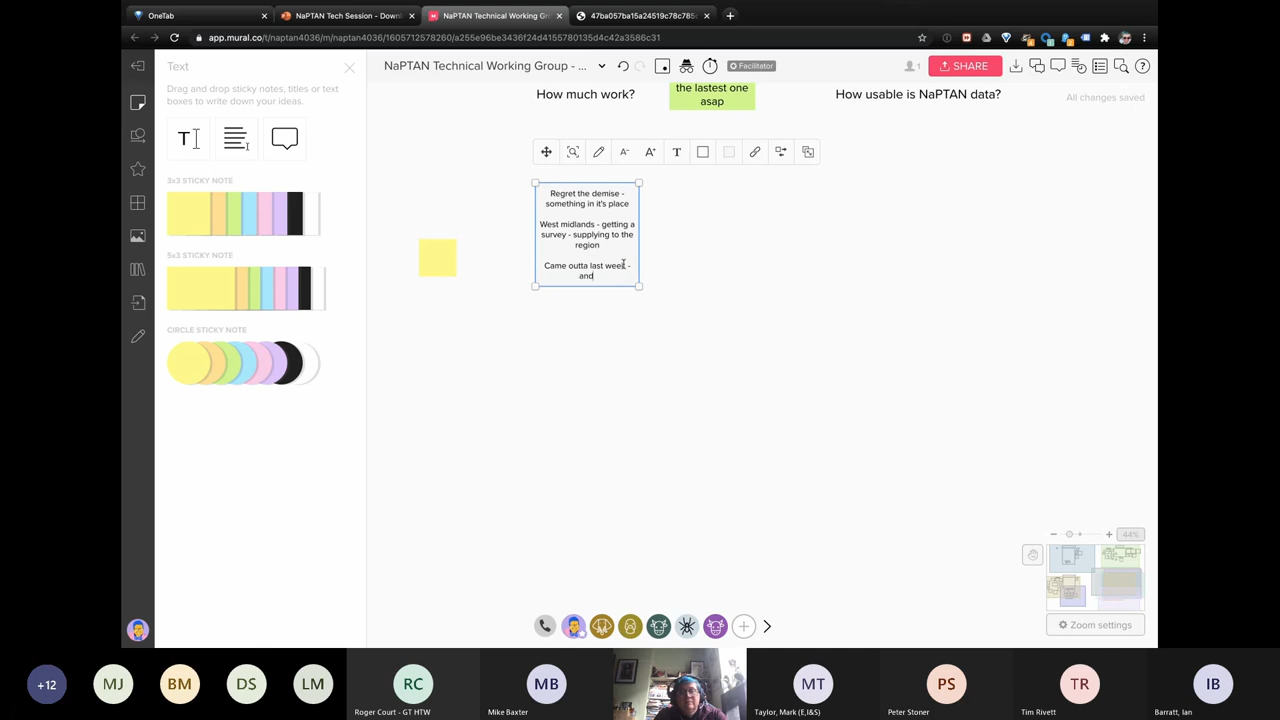 OneTab
NaPTAN Tech Session - Downl
NaPTAN Technical Working Gr
47ba057ba15a24519c78c785
app.mural.co/t/naptan4036/m/naptan4036/1605712578260/a255e96be3436f24d4155780135d4c42a3586c31
NaPTAN Technical Working Group - ...
Facilitator
1
SHARE
Text
Drag and drop sticky notes, titles or text
boxes to write down your ideas.
T
3x3 STICKY NOTE
5x3 STICKY NOTE
CIRCLE STICKY NOTE
How much work?
the lastest one
asap
How usable is NaPTAN data?
All changes saved
A-
A+
T
Regret the demise -
something in it's place
West midlands - getting a
survey - supplying to the
region
Came outta last week -
and
44%
Zoom settings
+12
MJ
BM
DS
LM
RC
Roger Court - GT HTW
MB
Mike Baxter
MT
Taylor, Mark (E,I&S)
PS
Peter Stoner
TR
Tim Rivett
IB
Barratt, Ian